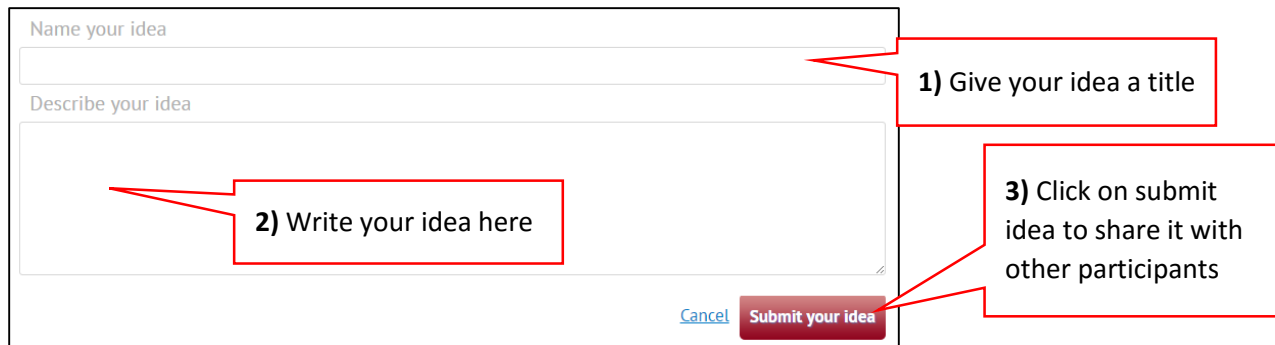 Name your idea
1) Give your idea a title
Describe your idea
2) Write your idea here
3) Click on submit
idea to share it with
other participants
Cancel
Submit your idea